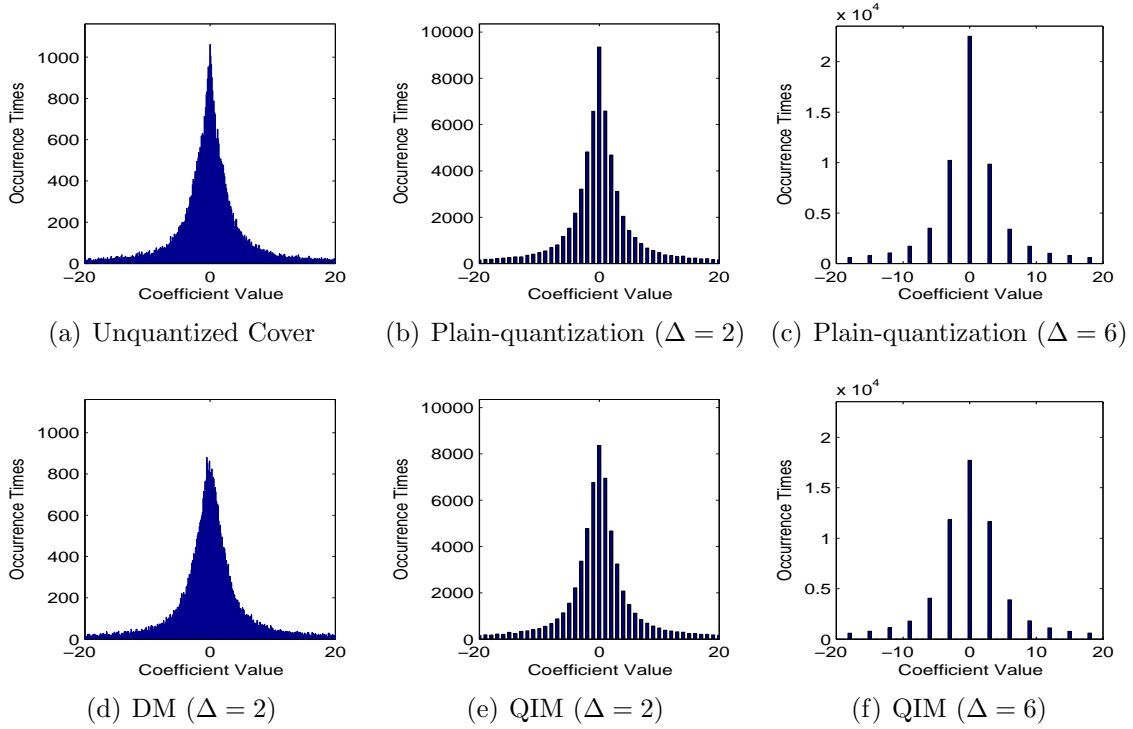 1000
800
600
400
200
0
−20 0 20
Occurrence Times
Coefficient Value
(a) Unquantized Cover
10000
8000
6000
4000
2000
0
−20 0 20
Occurrence Times
Coefficient Value
(b) Plain-quantization (Δ = 2)
x 10⁴
2
1.5
1
0.5
0
−20 −10 0 10 20
Occurrence Times
Coefficient Value
(c) Plain-quantization (Δ = 6)
1000
800
600
400
200
0
−20 0 20
Occurrence Times
Coefficient Value
(d) DM (Δ = 2)
10000
8000
6000
4000
2000
0
−20 0 20
Occurrence Times
Coefficient Value
(e) QIM (Δ = 2)
x 10⁴
2
1.5
1
0.5
0
−20 −10 0 10 20
Occurrence Times
Coefficient Value
(f) QIM (Δ = 6)